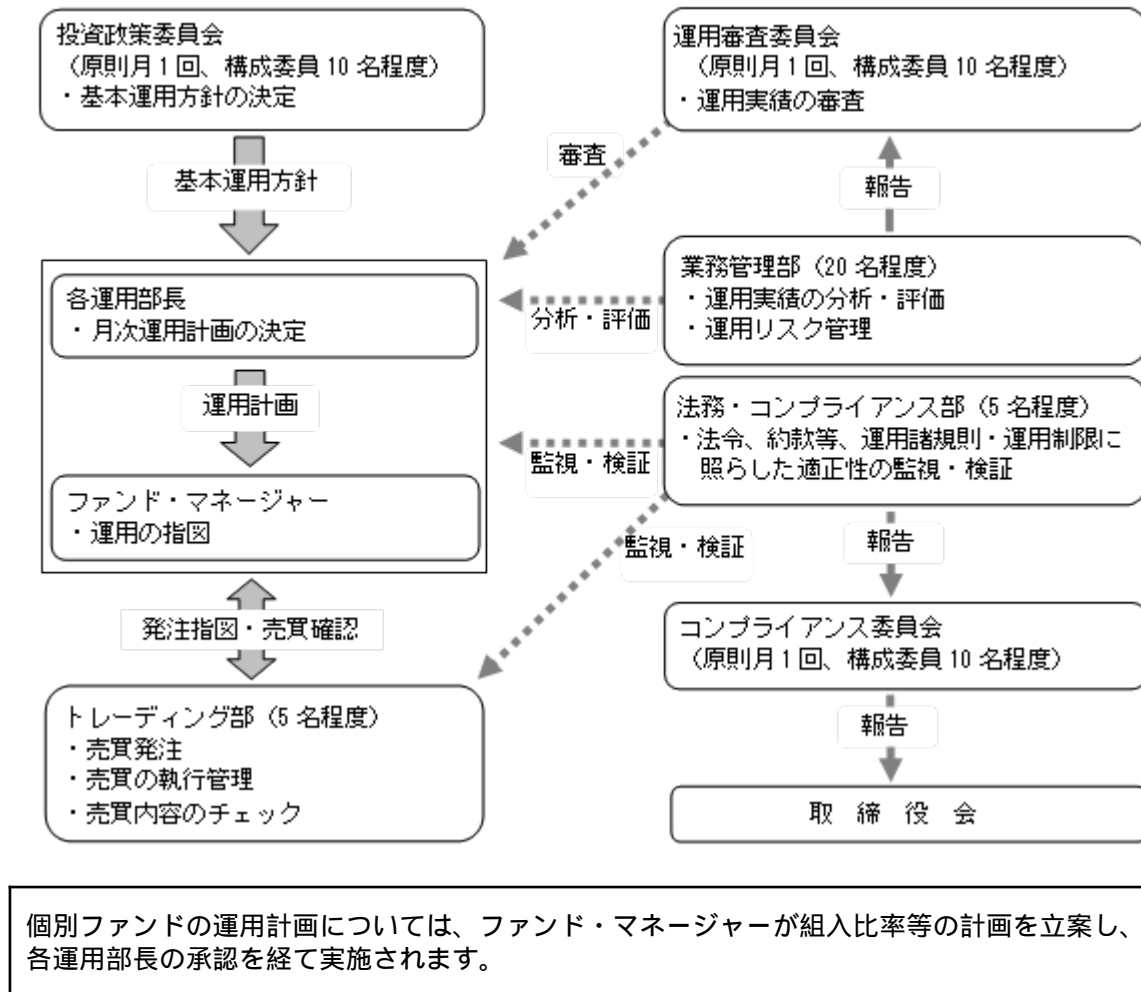 投資政策委員会
（原則月1回、構成委員 10 名程度）
・基本運用方針の決定
基本運用方針
各運用部長
・月次運用計画の決定
運用計画
ファンド・マネージャー
・運用の指図
発注指図・売買確認
トレーディング部（5 名程度）
・売買発注
・売買の執行管理
・売買内容のチェック
運用審査委員会
（原則月1回、構成委員 10 名程度）
・運用実績の審査
審査
報告
業務管理部（20 名程度）
・運用実績の分析・評価
・運用リスク管理
分析・評価
法務・コンプライアンス部（5 名程度）
・法令、約款等、運用諸規則・運用制限に
照らした適正性の監視・検証
監視・検証
監視・検証
報告
コンプライアンス委員会
（原則月1回、構成委員 10 名程度）
報告
取 締 役 会
個別ファンドの運用計画については、ファンド・マネージャーが組入比率等の計画を立案し、
各運用部長の承認を経て実施されます。